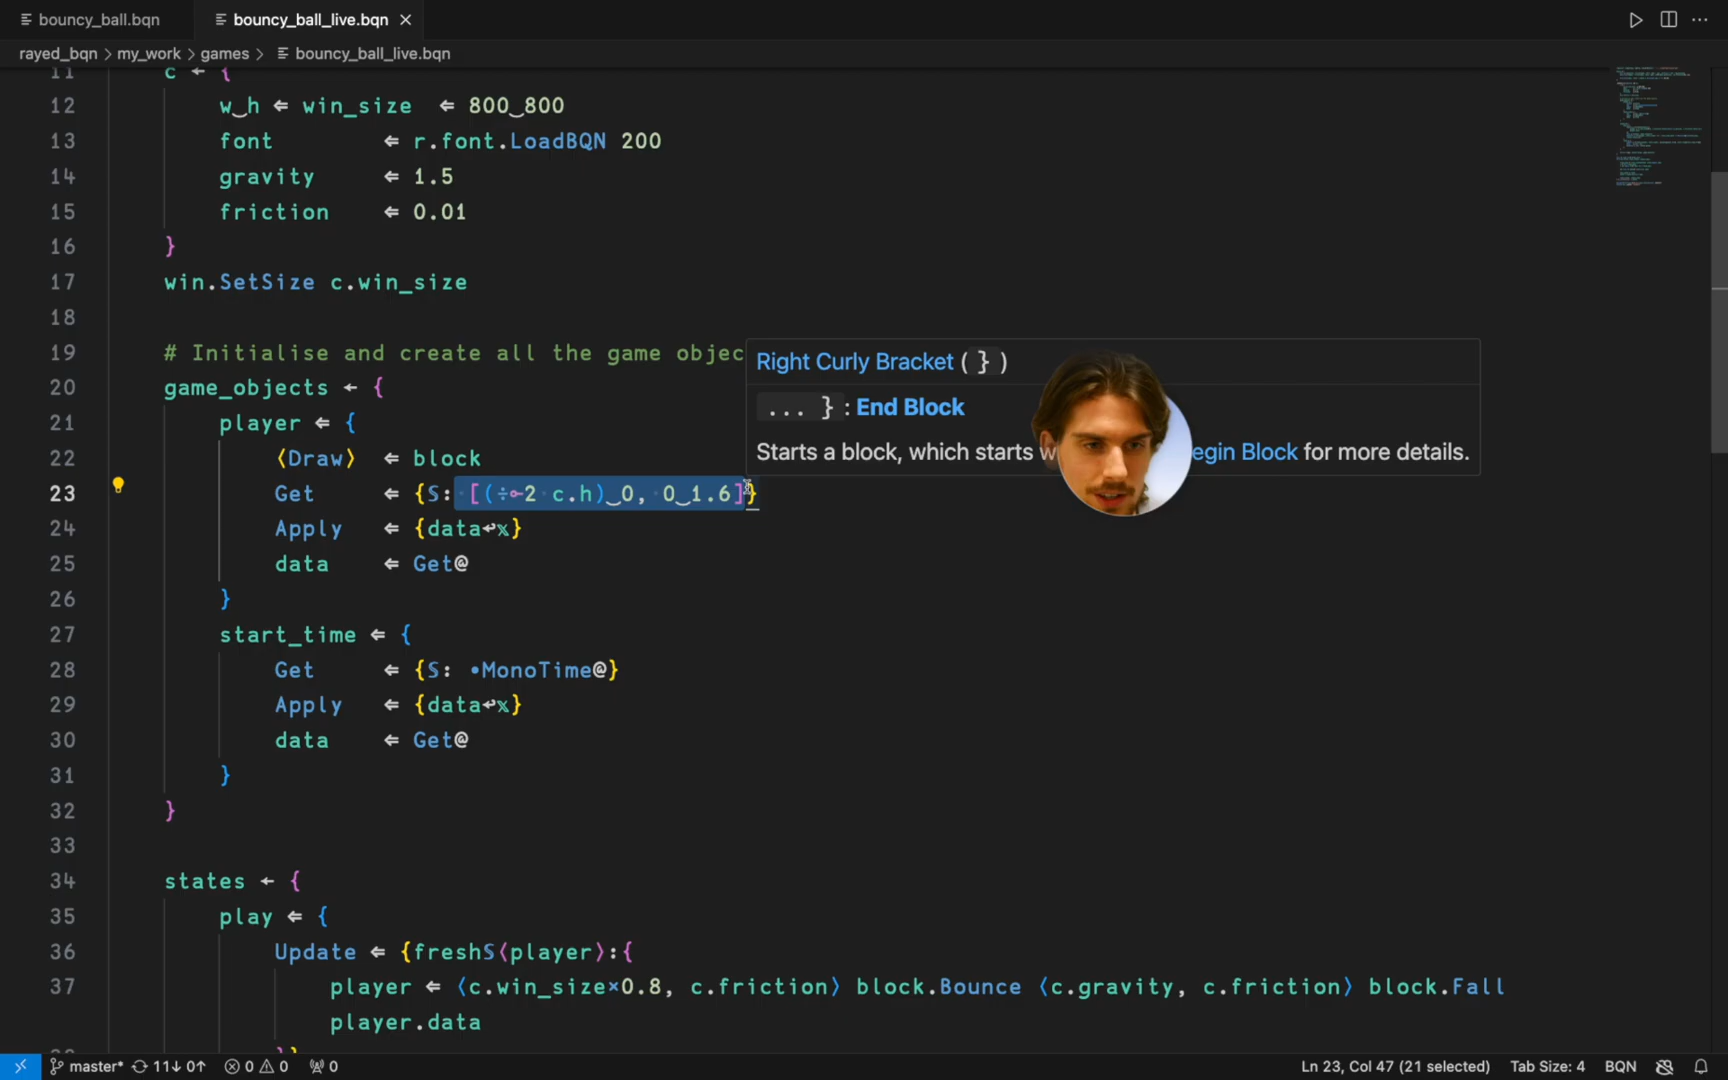 bouncy_ball.bqn
bouncy_ball_live.bqn
rayed_bqn > my_work > games > bouncy_ball_live.bqn
11 c ← {
12 w‿h ⇐ win_size ⇐ 800‿800
13 font ⇐ r.font.LoadBQN 200
14 gravity ⇐ 1.5
15 friction ⇐ 0.01
16 }
17 win.SetSize c.win_size
18
19 # Initialise and create all the game objec
20 game_objects ← {
21 player ⇐ {
22 ⟨Draw⟩ ⇐ block
23 Get ⇐ {𝕊: [(÷⟜2 c.h)‿0, 0‿1.6]}
24 Apply ⇐ {data↩𝕩}
25 data ⇐ Get@
26 }
27 start_time ⇐ {
28 Get ⇐ {𝕊: •MonoTime@}
29 Apply ⇐ {data↩𝕩}
30 data ⇐ Get@
31 }
32 }
33
34 states ← {
35 play ⇐ {
36 Update ⇐ {fresh𝕊⟨player⟩:{
37 player ⇐ ⟨c.win_size×0.8, c.friction⟩ block.Bounce ⟨c.gravity, c.friction⟩ block.Fall
player.data
}}
Right Curly Bracket ( } )
... } : End Block
Starts a block, which starts w egin Block for more details.
master* 11↓ 0↑ 0 0 0 Ln 23, Col 47 (21 selected) Tab Size: 4 BQN